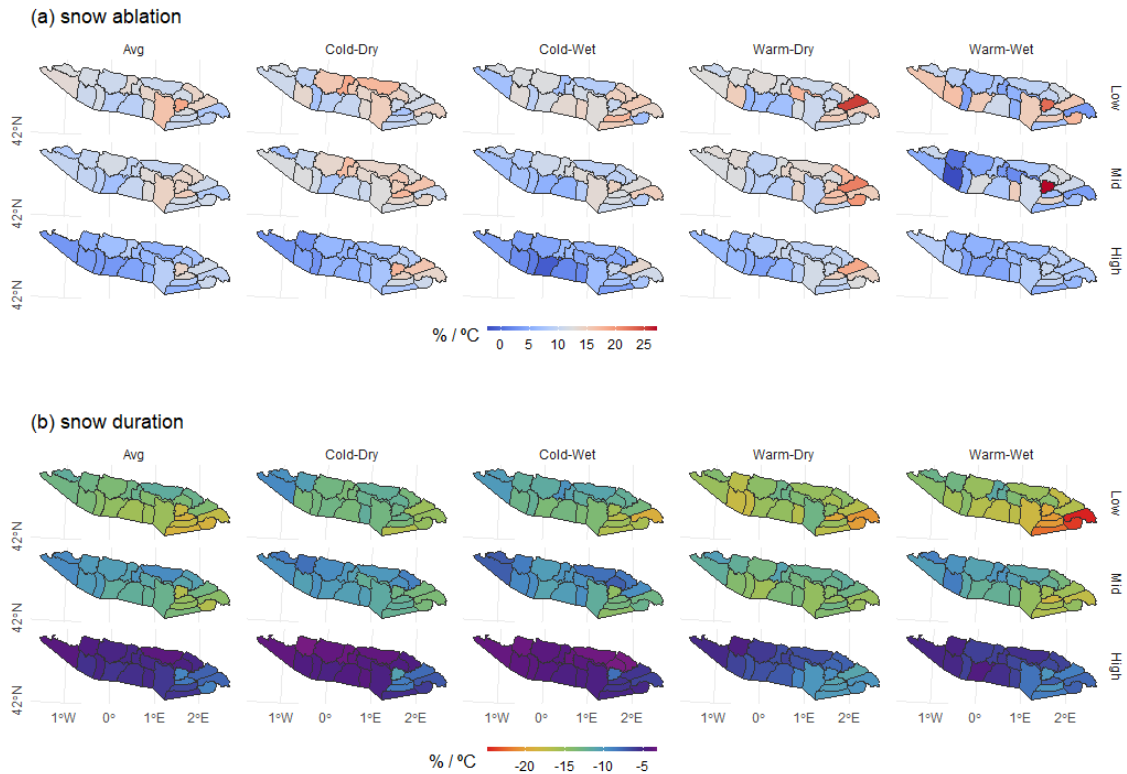 (a) snow ablation
Avg Cold-Dry Cold-Wet Warm-Dry Warm-Wet
42°N Low
42°N Mid
42°N High
% / ºC 0 5 10 15 20 25
(b) snow duration
Avg Cold-Dry Cold-Wet Warm-Dry Warm-Wet
42°N Low
42°N Mid
42°N High
1°W 0° 1°E 2°E 1°W 0° 1°E 2°E 1°W 0° 1°E 2°E 1°W 0° 1°E 2°E 1°W 0° 1°E 2°E
% / ºC -20 -15 -10 -5